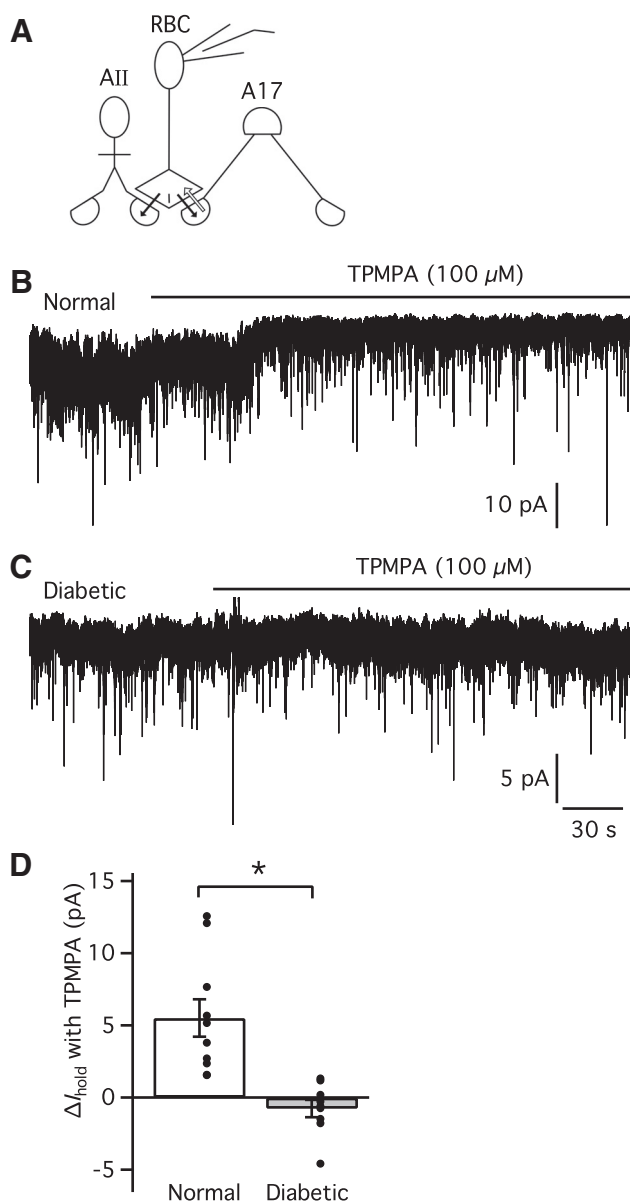 A
RBC
AII
A17
B
TPMPA (100 µM)
Normal
10 pA
C
TPMPA (100 µM)
Diabetic
5 pA
30 s
D
*
15
10
5
0
-5
ΔIhold with TPMPA (pA)
Normal Diabetic